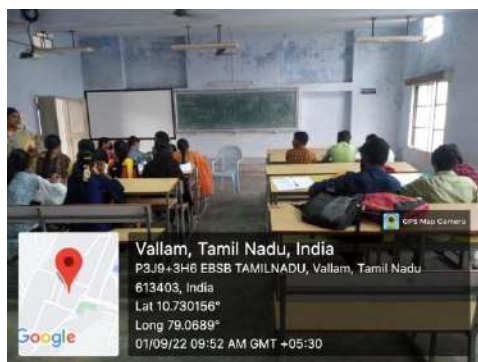 GPS Map Camera
Vallam, Tamil Nadu, India
P3J9+3H6 EBSB TAMILNADU, Vallam, Tamil Nadu
613403, India
Lat 10.730156°
Long 79.0689°
01/09/22 09:52 AM GMT +05:30
Google